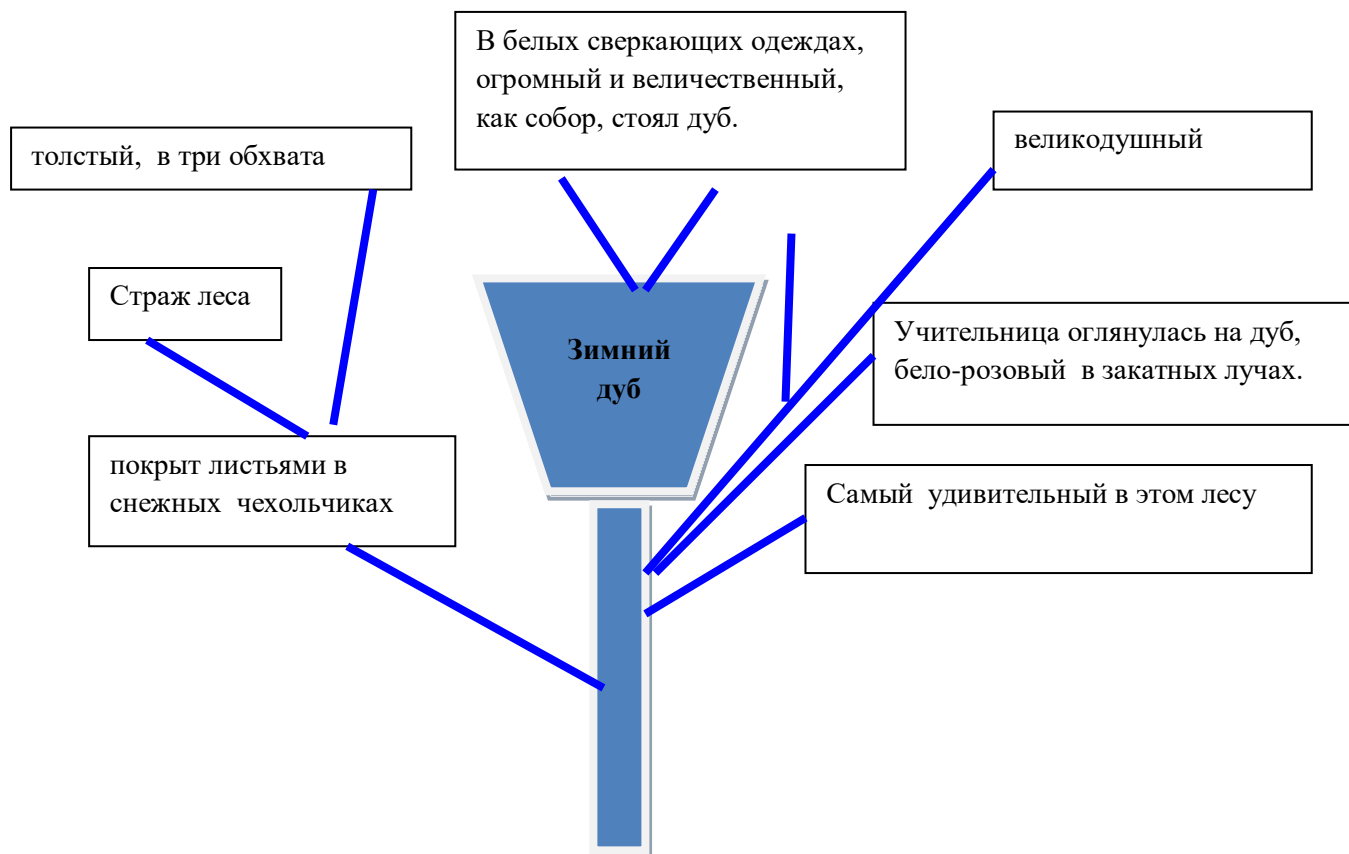 В белых сверкающих одеждах,
огромный и величественный,
как собор, стоял дуб.
толстый,  в три обхвата
великодушный
Страж леса
Зимний
дуб
Учительница оглянулась на дуб,
бело-розовый  в закатных лучах.
покрыт листьями в
снежных  чехольчиках
Самый  удивительный в этом лесу